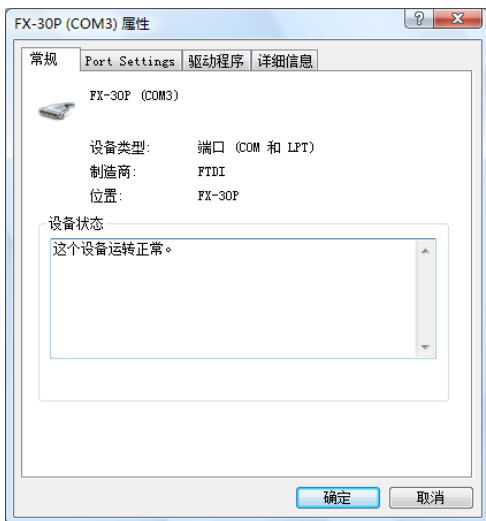 FX-30P (COM3) 属性
常规 Port Settings 驱动程序 详细信息
FX-30P (COM3)
设备类型: 端口 (COM 和 LPT)
制造商: FTDI
位置: FX-30P
设备状态
这个设备运转正常。
确定 取消